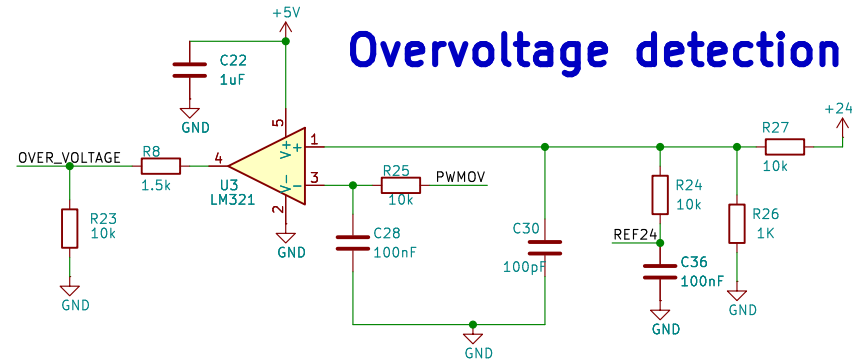 +5V
Overvoltage detection
C22
1uF
GND
+24
R27
10k
5
V+
+
1
OVER_VOLTAGE
R8
1.5k
4
U3
LM321
V-
-
3
2
GND
R25
10k
PWMOV
R23
10k
GND
C28
100nF
C30
100pF
GND
R24
10k
REF24
C36
100nF
GND
R26
1K
GND